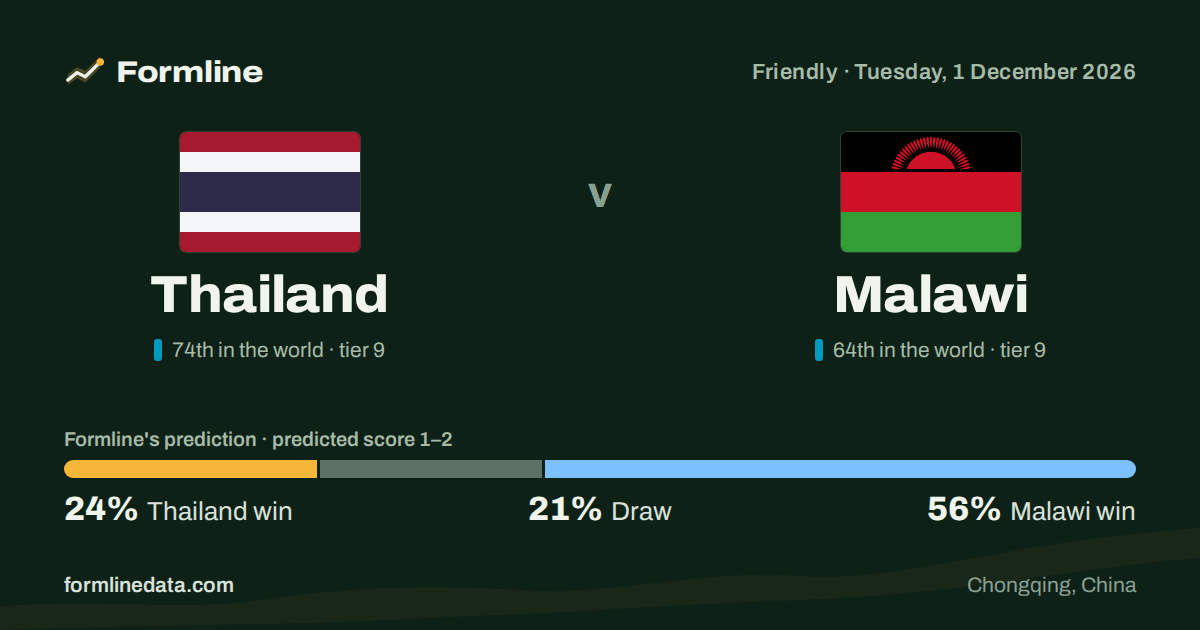 Formline
Friendly · Tuesday, 1 December 2026
V
Thailand
74th in the world · tier 9
Malawi
64th in the world · tier 9
Formline's prediction · predicted score 1–2
24% Thailand win
21% Draw
56% Malawi win
formlinedata.com
Chongqing, China